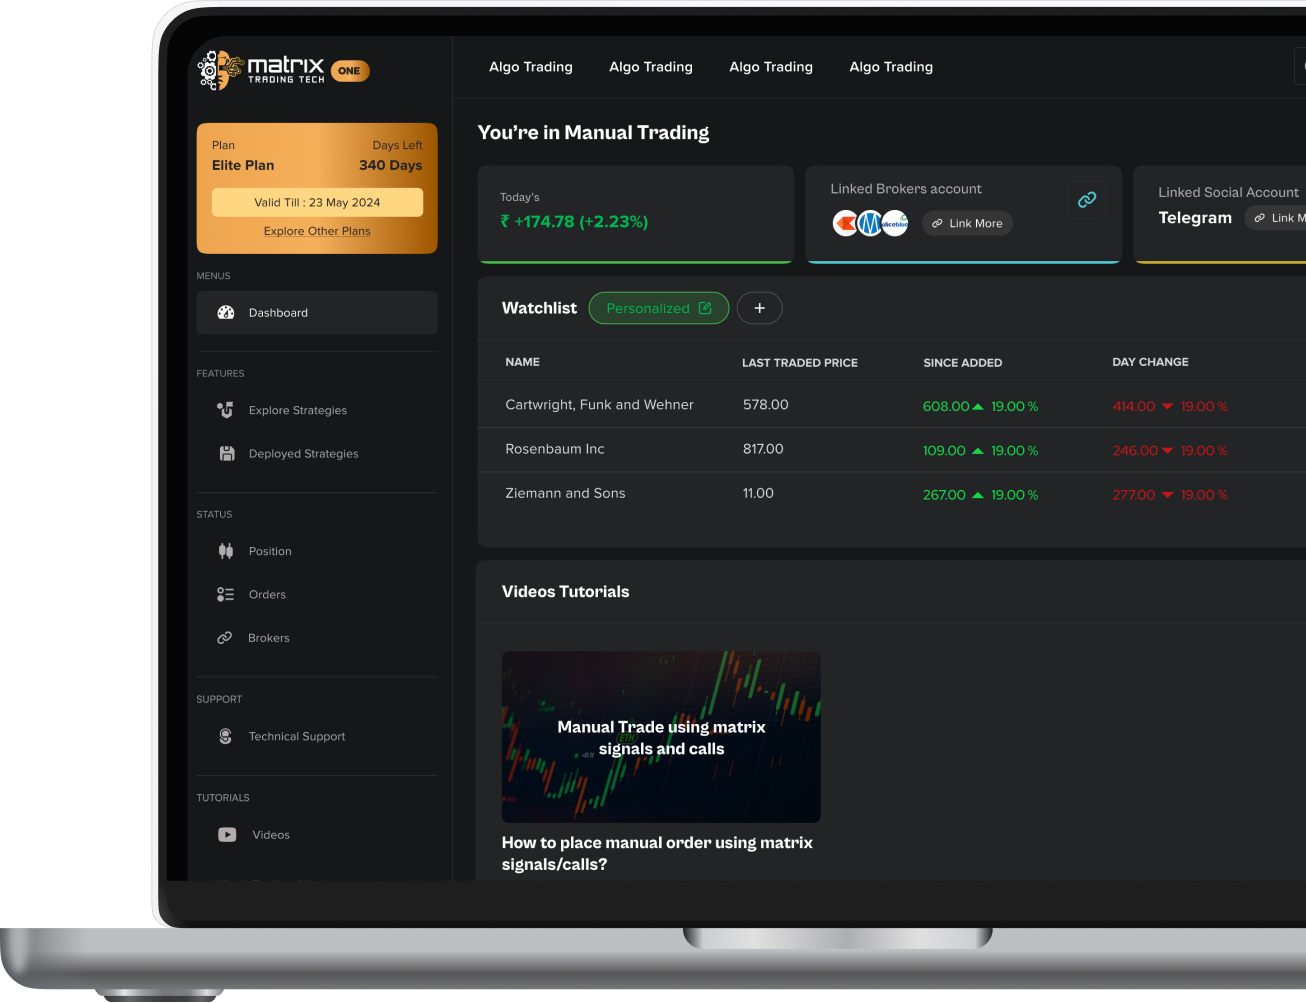 matrix
TRADING TECH
ONE
Algo Trading Algo Trading Algo Trading Algo Trading
Plan Days Left
Elite Plan 340 Days
Valid Till : 23 May 2024
Explore Other Plans
MENUS
Dashboard
FEATURES
Explore Strategies
Deployed Strategies
STATUS
Position
Orders
Brokers
SUPPORT
Technical Support
TUTORIALS
Videos
You're in Manual Trading
Today's
₹ +174.78 (+2.23%)
Linked Brokers account
aliceblue
Link More
Linked Social Account
Telegram Link M
Watchlist Personalized +
NAME LAST TRADED PRICE SINCE ADDED DAY CHANGE
Cartwright, Funk and Wehner 578.00 608.00 ▲ 19.00 % 414.00 ▼ 19.00 %
Rosenbaum Inc 817.00 109.00 ▲ 19.00 % 246.00 ▼ 19.00 %
Ziemann and Sons 11.00 267.00 ▲ 19.00 % 277.00 ▼ 19.00 %
Videos Tutorials
Manual Trade using matrix
signals and calls
ETH
How to place manual order using matrix
signals/calls?